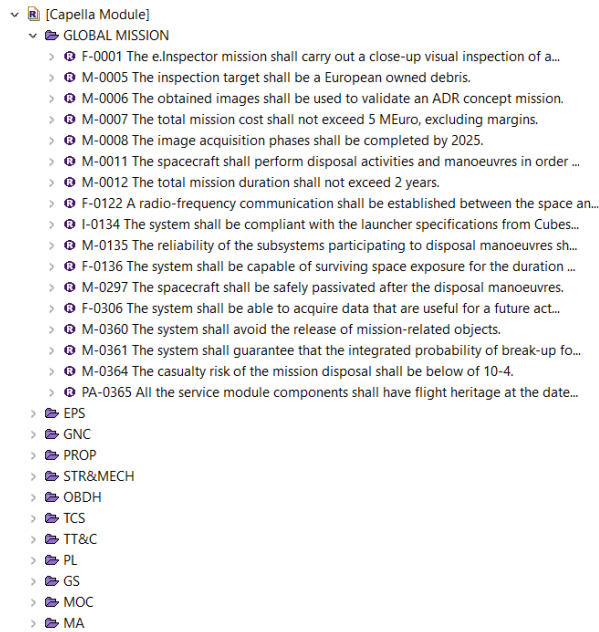 [Capella Module]
GLOBAL MISSION
F-0001 The e.Inspector mission shall carry out a close-up visual inspection of a...
M-0005 The inspection target shall be a European owned debris.
M-0006 The obtained images shall be used to validate an ADR concept mission.
M-0007 The total mission cost shall not exceed 5 MEuro, excluding margins.
M-0008 The image acquisition phases shall be completed by 2025.
M-0011 The spacecraft shall perform disposal activities and manoeuvres in order ...
M-0012 The total mission duration shall not exceed 2 years.
F-0122 A radio-frequency communication shall be established between the space an...
I-0134 The system shall be compliant with the launcher specifications from Cubes...
M-0135 The reliability of the subsystems participating to disposal manoeuvres sh...
F-0136 The system shall be capable of surviving space exposure for the duration ...
M-0297 The spacecraft shall be safely passivated after the disposal manoeuvres.
F-0306 The system shall be able to acquire data that are useful for a future act...
M-0360 The system shall avoid the release of mission-related objects.
M-0361 The system shall guarantee that the integrated probability of break-up fo...
M-0364 The casualty risk of the mission disposal shall be below of 10-4.
PA-0365 All the service module components shall have flight heritage at the date...
EPS
GNC
PROP
STR&MECH
OBDH
TCS
TT&C
PL
GS
MOC
MA